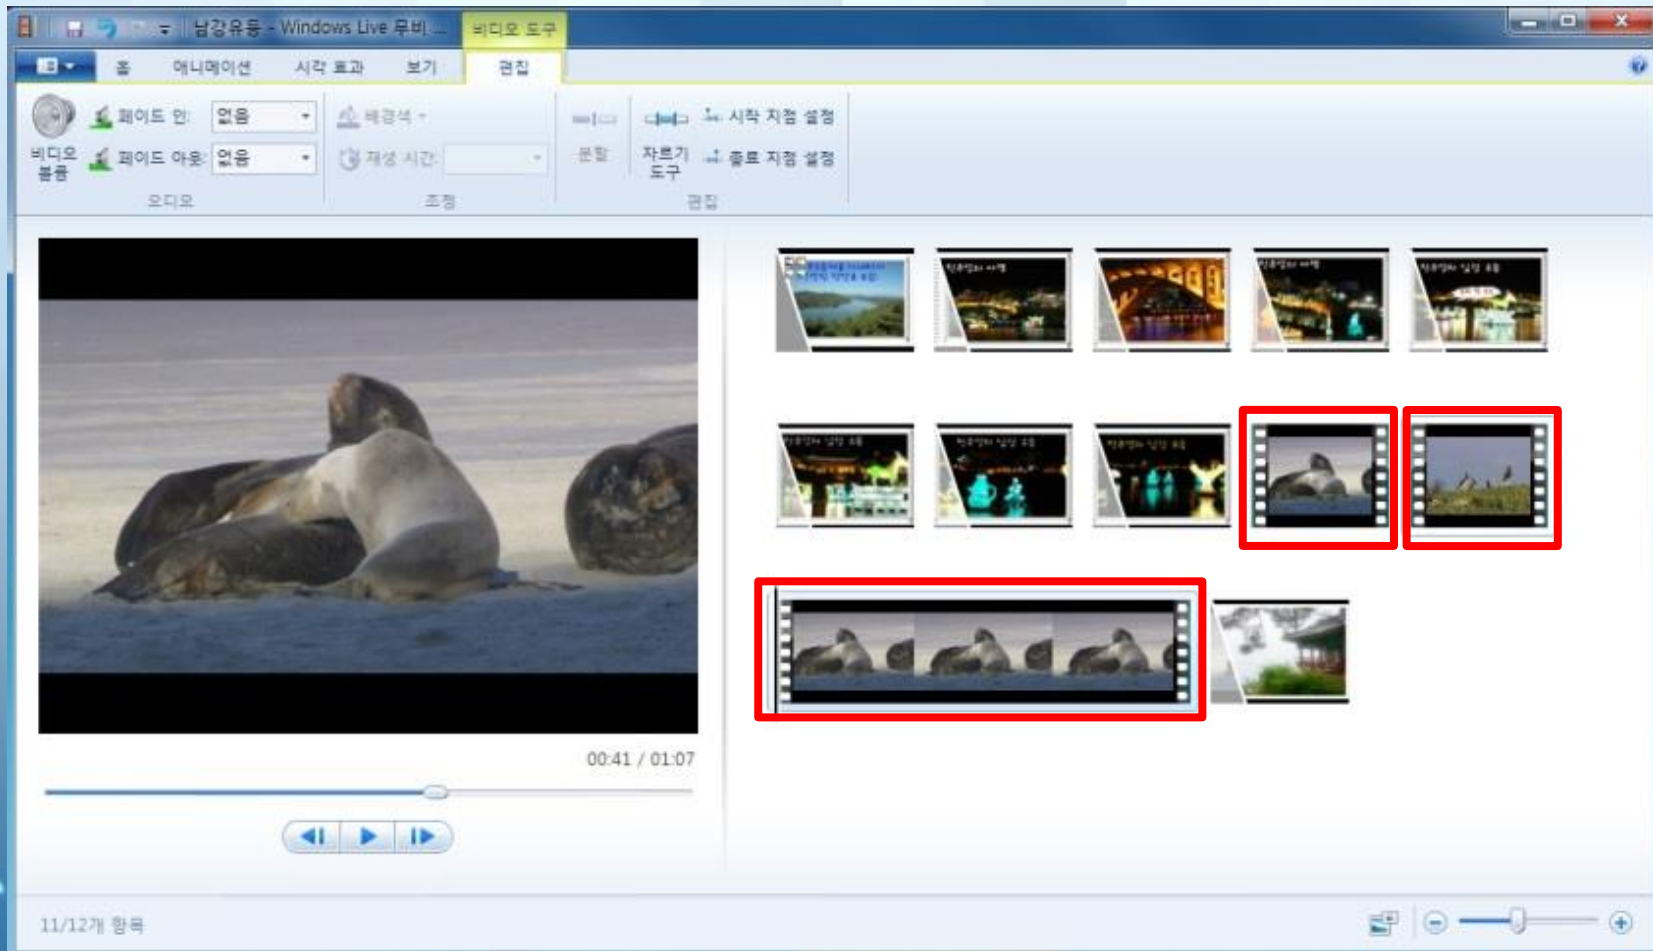 남강유등 - Windows Live 무비 ...
비디오 도구
홈
애니메이션
시각 효과
보기
편집
비디오
볼륨
페이드 인: 없음
페이드 아웃: 없음
오디오
배경색
재생 시간:
조정
분할
자르기
도구
시작 지점 설정
종료 지점 설정
편집
00:41 / 01:07
11/12개 항목